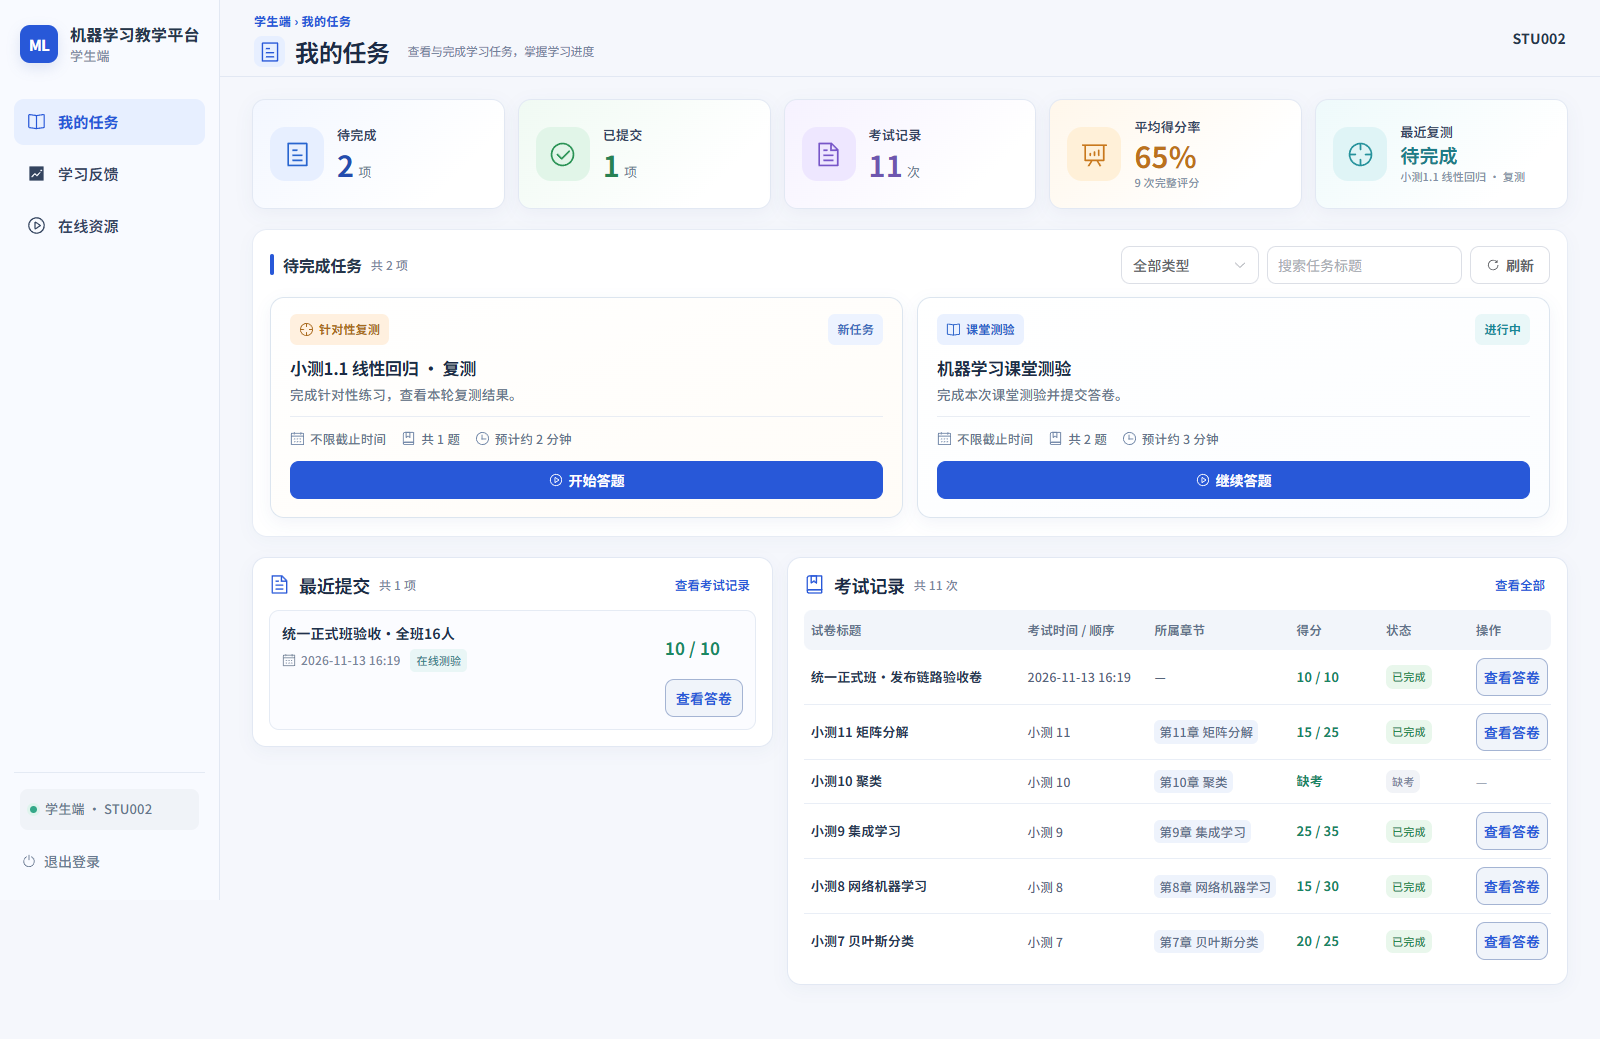 ML
机器学习教学平台
学生端
我的任务
学习反馈
在线资源
学生端 • STU002
退出登录
学生端 › 我的任务
我的任务
查看与完成学习任务，掌握学习进度
STU002
待完成
2 项
已提交
1 项
考试记录
11 次
平均得分率
65%
9 次完整评分
最近复测
待完成
小测1.1 线性回归 • 复测
待完成任务 共 2 项
全部类型
搜索任务标题
刷新
针对性复测
新任务
小测1.1 线性回归 • 复测
完成针对性练习，查看本轮复测结果。
不限截止时间 共 1 题 预计约 2 分钟
开始答题
课堂测验
进行中
机器学习课堂测验
完成本次课堂测验并提交答卷。
不限截止时间 共 2 题 预计约 3 分钟
继续答题
最近提交 共 1 项
查看考试记录
统一正式班验收 • 全班16人
2026-11-13 16:19 在线测验
10 / 10
查看答卷
考试记录 共 11 次
查看全部
试卷标题 考试时间 / 顺序 所属章节 得分 状态 操作
统一正式班 • 发布链路验收卷 2026-11-13 16:19 — 10 / 10 已完成 查看答卷
小测11 矩阵分解 小测 11 第11章 矩阵分解 15 / 25 已完成 查看答卷
小测10 聚类 小测 10 第10章 聚类 缺考 缺考 —
小测9 集成学习 小测 9 第9章 集成学习 25 / 35 已完成 查看答卷
小测8 网络机器学习 小测 8 第8章 网络机器学习 15 / 30 已完成 查看答卷
小测7 贝叶斯分类 小测 7 第7章 贝叶斯分类 20 / 25 已完成 查看答卷